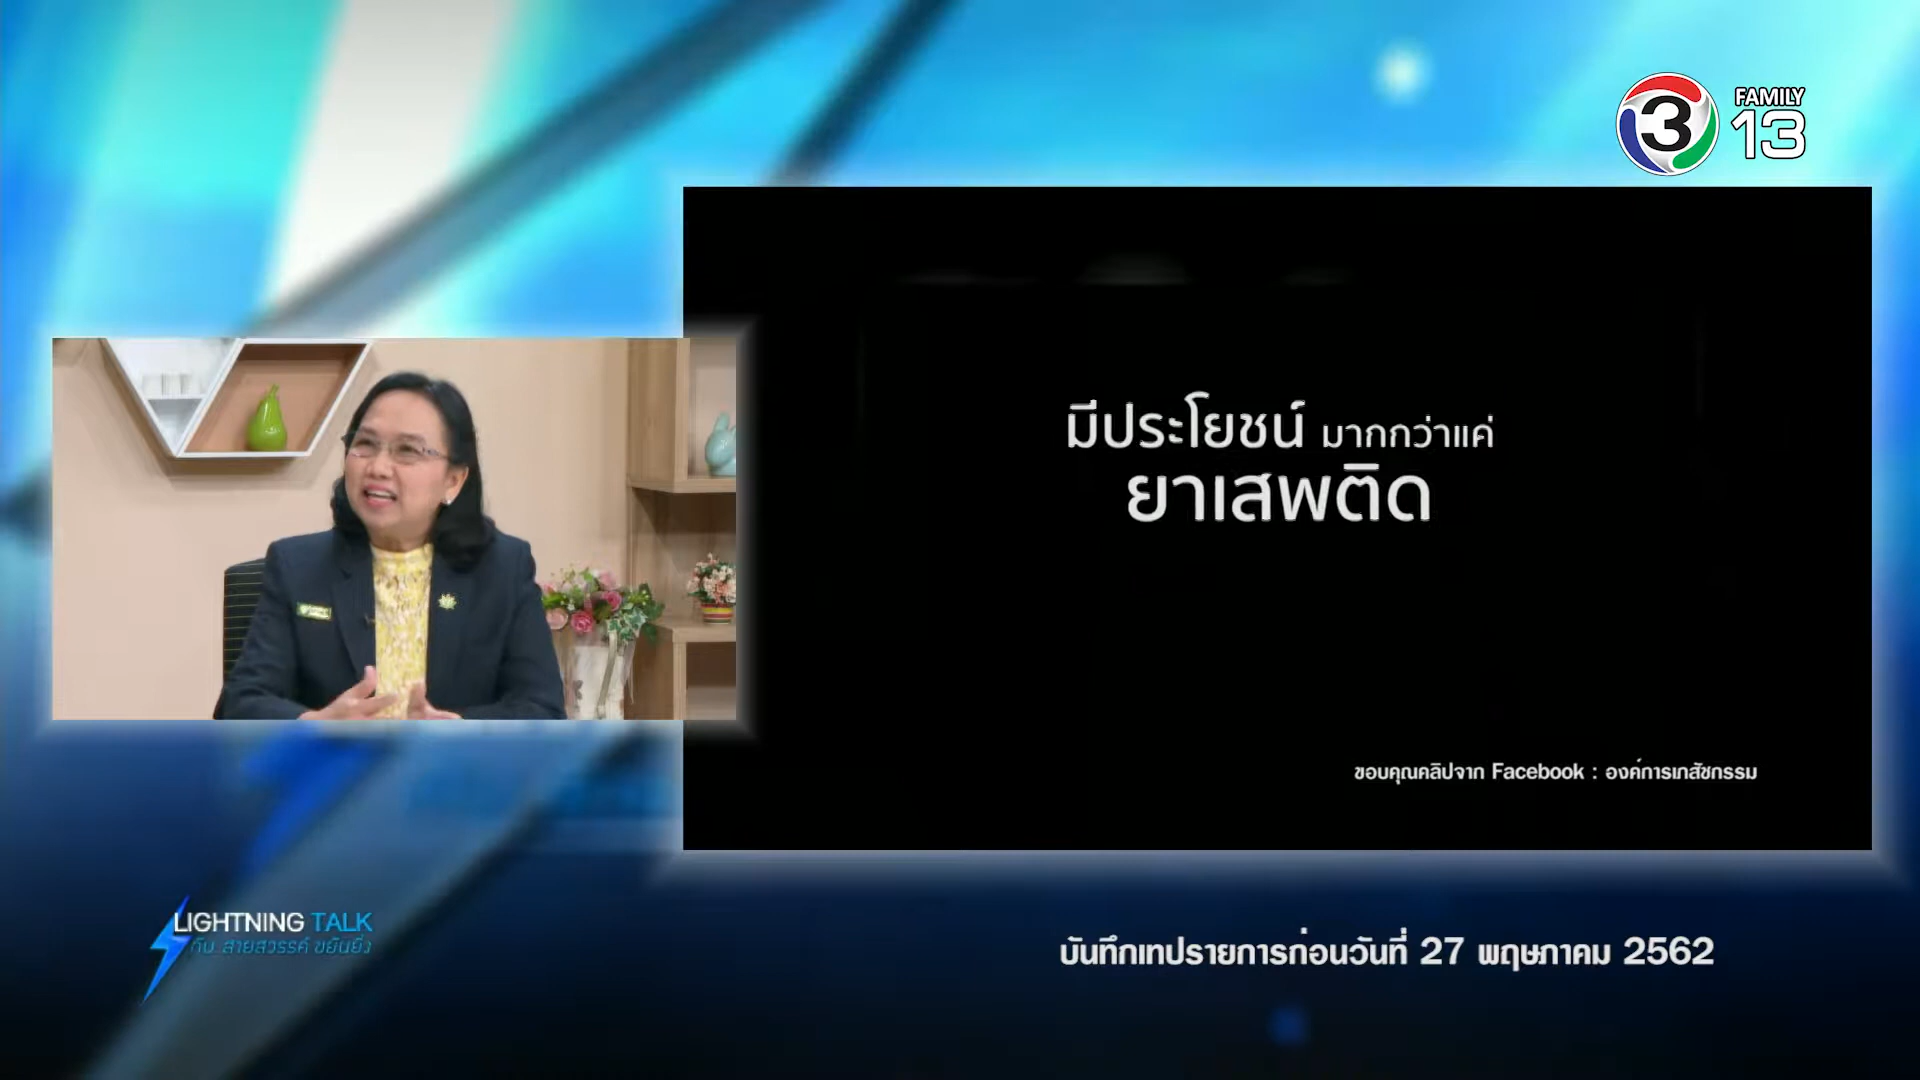 3
FAMILY
13
มีประโยชน์ มากกว่าแค่
ยาเสพติด
ขอบคุณคลิปจาก Facebook : องค์การเภสัชกรรม
LIGHTNING TALK
กับ สายสวรรค์ ขยันยิ่ง
บันทึกเทปรายการก่อนวันที่ 27 พฤษภาคม 2562